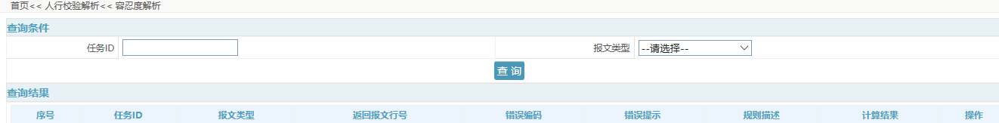 首页<< 人行校验解析<< 容忍度解析
查询条件
任务ID 报文类型 --请选择--
查 询
查询结果
序号 任务ID 报文类型 返回报文行号 错误编码 错误提示 规则描述 计算结果 操作